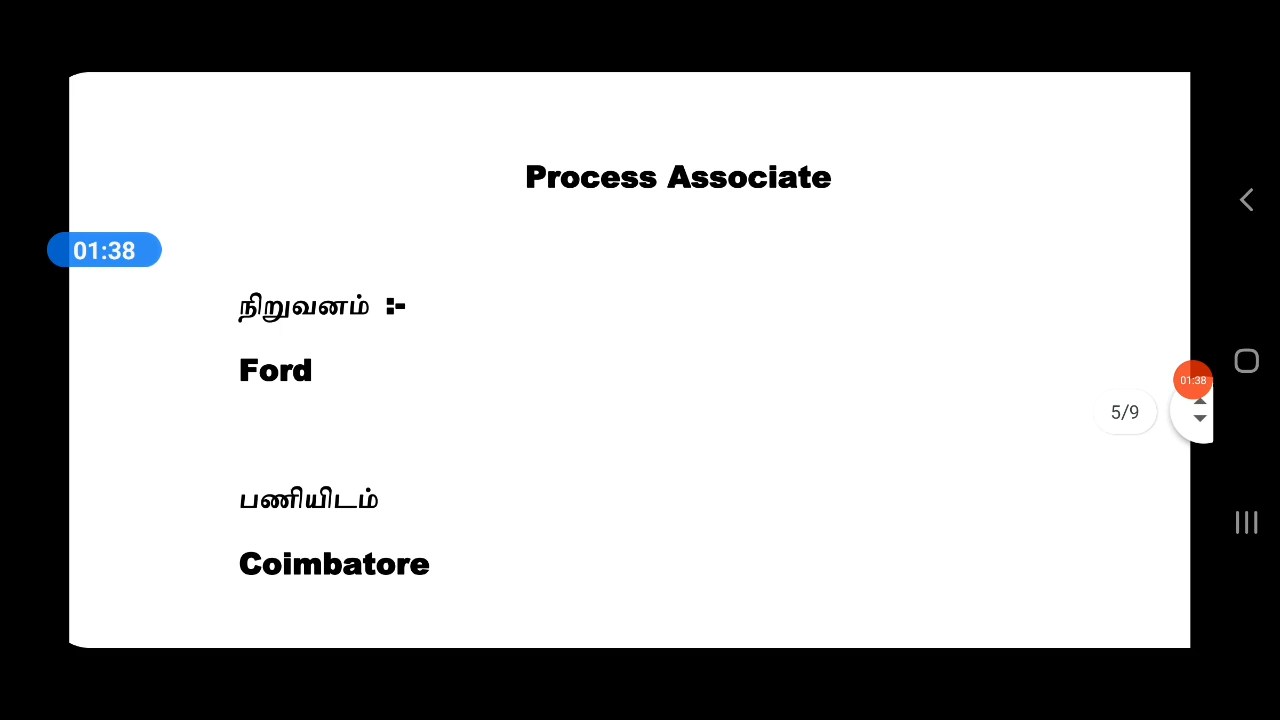 Process Associate
01:38
நிறுவனம் :-
Ford
01:38
5/9
பணியிடம்
Coimbatore